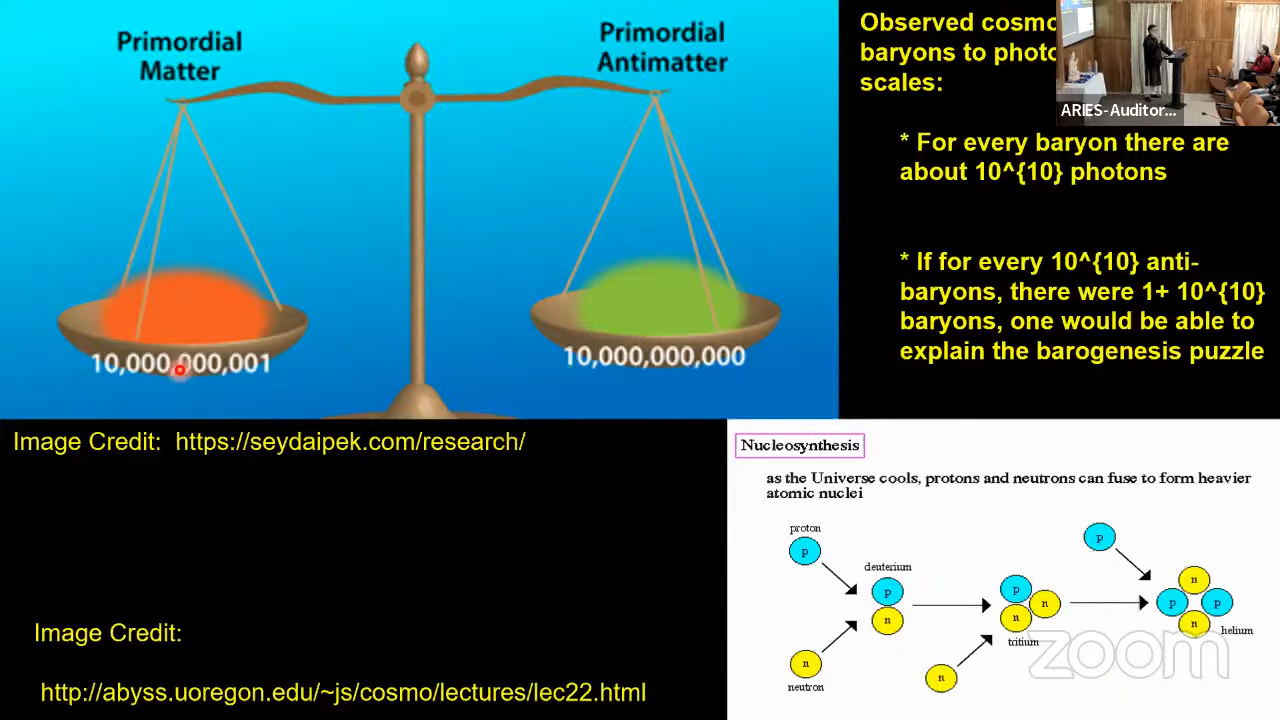 Primordial
Matter
Primordial
Antimatter
10,000,000,001
10,000,000,000
Observed cosmo
baryons to photo
scales:
ARIES-Auditor...
* For every baryon there are
about 10^{10} photons
* If for every 10^{10} anti-
baryons, there were 1+ 10^{10}
baryons, one would be able to
explain the barogenesis puzzle
Image Credit: https://seydaipek.com/research/
Image Credit:
http://abyss.uoregon.edu/~js/cosmo/lectures/lec22.html
Nucleosynthesis
as the Universe cools, protons and neutrons can fuse to form heavier
atomic nuclei
proton
p
neutron
n
deuterium
p
n
n
p
n
n
tritium
p
n
p
p
n
helium
zoom